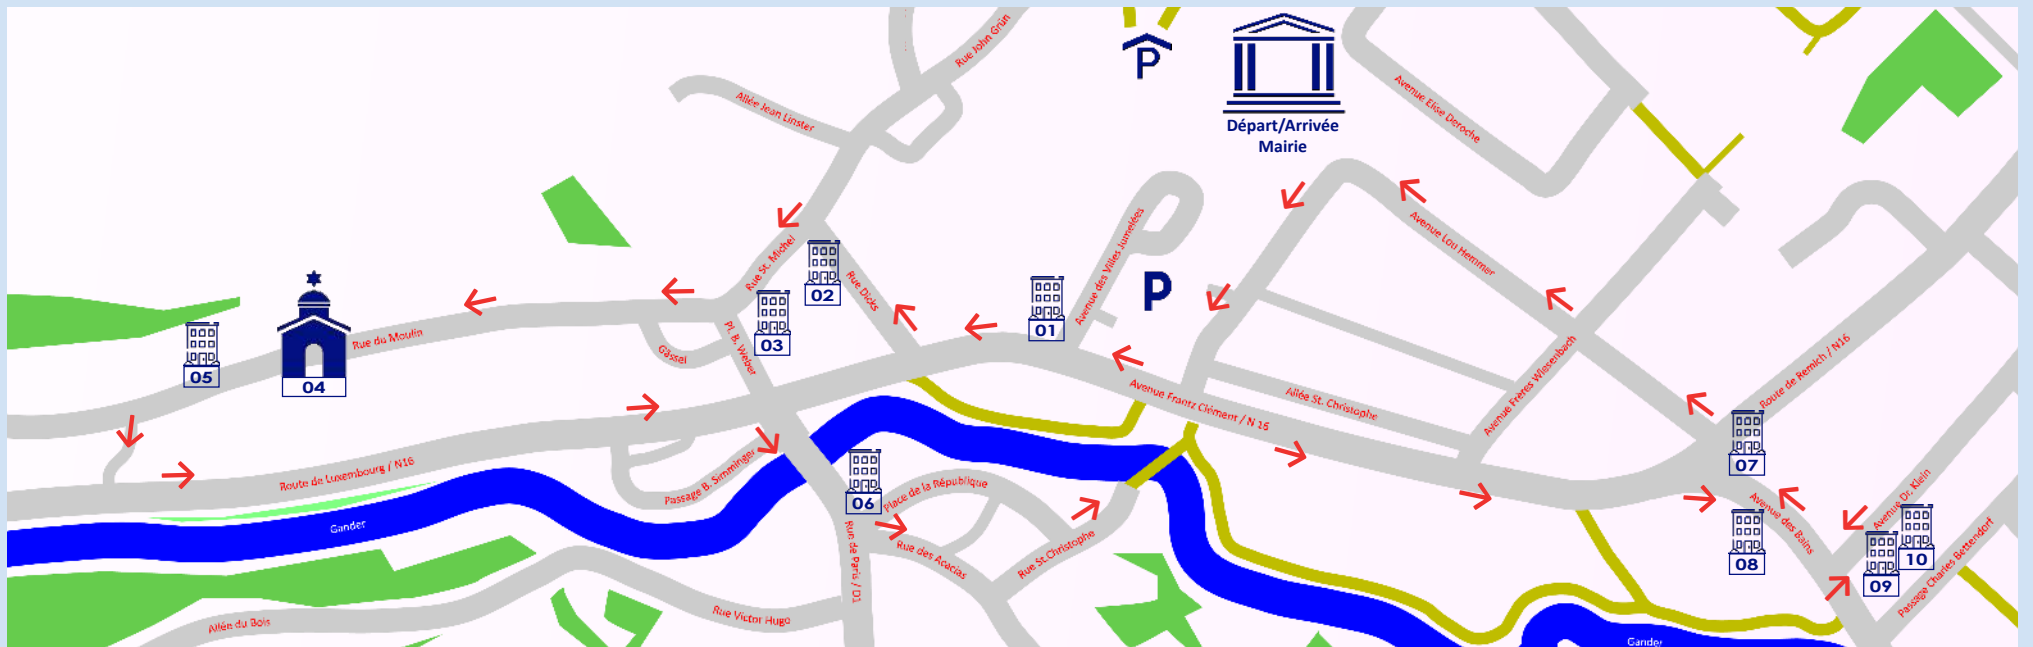 Rue John Grün
P
Départ/Arrivée
Mairie
Avenue Elise Deroche
Allée Jean Linster
Rue St. Michel
02
Rue Dicks
Avenue des Villes Jumelées
P
Avenue Lou Hemmer
01
03
Pl. B. Weber
Gässel
Rue du Moulin
04
05
Avenue Frantz Clément / N 16
Allée St. Christophe
Avenue Frères Wiesenbach
Route de Remich / N16
07
Route de Luxembourg / N16
Passage B. Simminger
Gander
06
Place de la République
Rue des Acacias
Rue St.Christophe
Rue de Paris / D1
Rue Victor Hugo
Allée du Bois
Avenue des Bains
08
Avenue Dr. Klein
10
09
Passage Charles Bettendorf
Gander